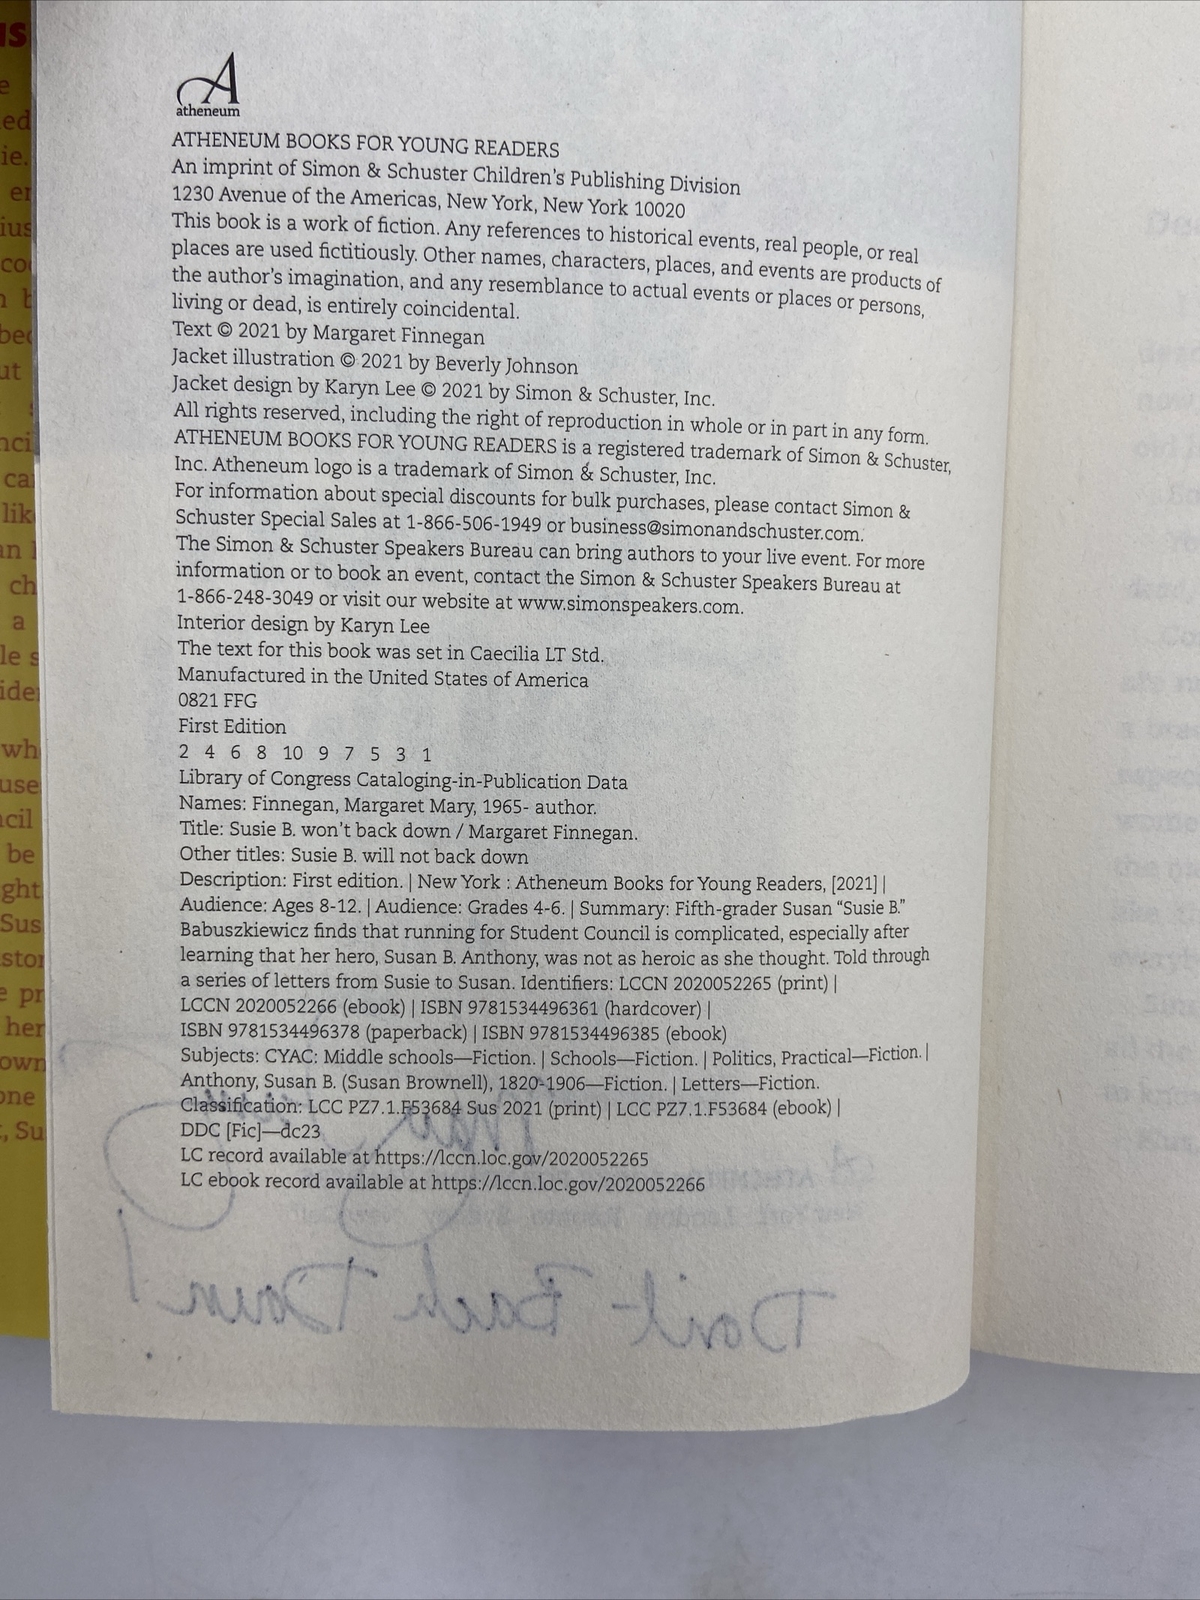 atheneum
ATHENEUM BOOKS FOR YOUNG READERS
An imprint of Simon & Schuster Children's Publishing Division
1230 Avenue of the Americas, New York, New York 10020
This book is a work of fiction. Any references to historical events, real people, or real
places are used fictitiously. Other names, characters, places, and events are products of
the author's imagination, and any resemblance to actual events or places or persons,
living or dead, is entirely coincidental.
Text © 2021 by Margaret Finnegan
Jacket illustration © 2021 by Beverly Johnson
Jacket design by Karyn Lee © 2021 by Simon & Schuster, Inc.
All rights reserved, including the right of reproduction in whole or in part in any form.
ATHENEUM BOOKS FOR YOUNG READERS is a registered trademark of Simon & Schuster,
Inc. Atheneum logo is a trademark of Simon & Schuster, Inc.
For information about special discounts for bulk purchases, please contact Simon &
Schuster Special Sales at 1-866-506-1949 or business@simonandschuster.com.
The Simon & Schuster Speakers Bureau can bring authors to your live event. For more
information or to book an event, contact the Simon & Schuster Speakers Bureau at
1-866-248-3049 or visit our website at www.simonspeakers.com.
Interior design by Karyn Lee
The text for this book was set in Caecilia LT Std.
Manufactured in the United States of America
0821 FFG
First Edition
2 4 6 8 10 9 7 5 3 1
Library of Congress Cataloging-in-Publication Data
Names: Finnegan, Margaret Mary, 1965- author.
Title: Susie B. won't back down / Margaret Finnegan.
Other titles: Susie B. will not back down
Description: First edition. | New York : Atheneum Books for Young Readers, [2021] |
Audience: Ages 8-12. | Audience: Grades 4-6. | Summary: Fifth-grader Susan "Susie B."
Babuszkiewicz finds that running for Student Council is complicated, especially after
learning that her hero, Susan B. Anthony, was not as heroic as she thought. Told through
a series of letters from Susie to Susan. Identifiers: LCCN 2020052265 (print) |
LCCN 2020052266 (ebook) | ISBN 9781534496361 (hardcover) |
ISBN 9781534496378 (paperback) | ISBN 9781534496385 (ebook)
Subjects: CYAC: Middle schools—Fiction. | Schools—Fiction. | Politics, Practical—Fiction. |
Anthony, Susan B. (Susan Brownell), 1820-1906—Fiction. | Letters—Fiction.
Classification: LCC PZ7.1.F53684 Sus 2021 (print) | LCC PZ7.1.F53684 (ebook) |
DDC [Fic]—dc23
LC record available at https://lccn.loc.gov/2020052265
LC ebook record available at https://lccn.loc.gov/2020052266
Don't Back Down!